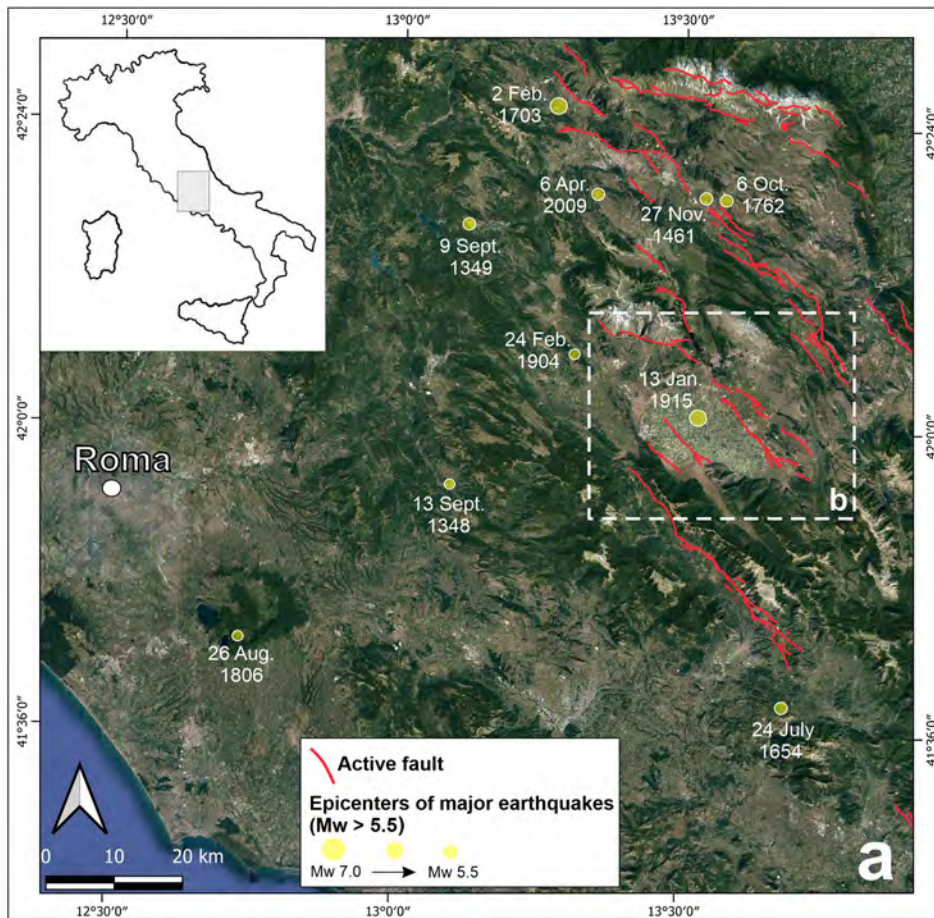 12°30'0"
13°00'0"
13°30'0"
42°24'0"
42°24'0"
2 Feb.
1703
6 Apr.
2009
27 Nov.
1461
6 Oct.
1762
9 Sept.
1349
24 Feb.
1904
13 Jan.
1915
42°0'0"
42°0'0"
Roma
13 Sept.
1348
b
26 Aug.
1806
24 July
1654
41°36'0"
41°36'0"
Active fault
Epicenters of major earthquakes
(Mw > 5.5)
Mw 7.0 Mw 5.5
0 10 20 km
a
12°30'0"
13°00'0"
13°30'0"